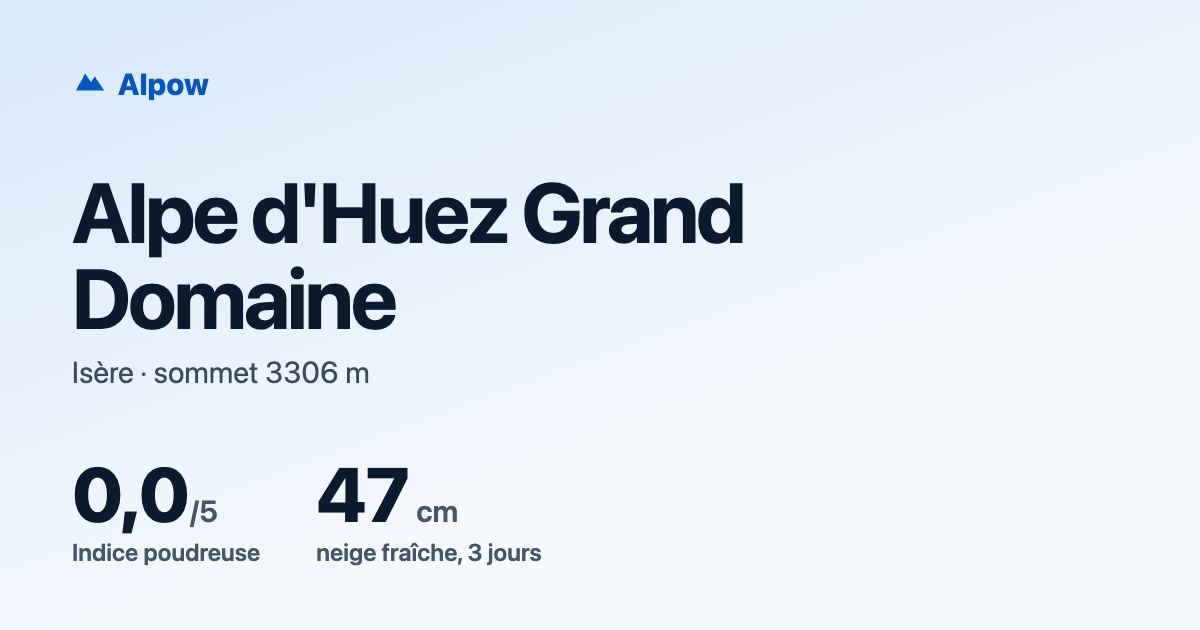 Alpow
Alpe d'Huez Grand
Domaine
Isère · sommet 3306 m
0,0/5
47 cm
Indice poudreuse
neige fraîche, 3 jours